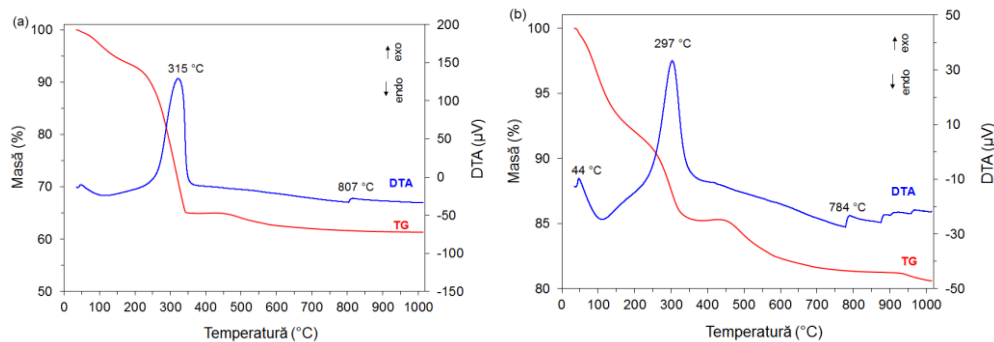 (a)
100
90
80
70
60
50
Masă (%)
200
150
100
50
0
-50
-100
-150
DTA (µV)
exo
endo
315 °C
807 °C
DTA
TG
0 100 200 300 400 500 600 700 800 900 1000
Temperatură (°C)
(b)
100
95
90
85
80
Masă (%)
50
30
10
-10
-30
-50
DTA (µV)
exo
endo
297 °C
44 °C
784 °C
DTA
TG
0 100 200 300 400 500 600 700 800 900 1000
Temperatură (°C)